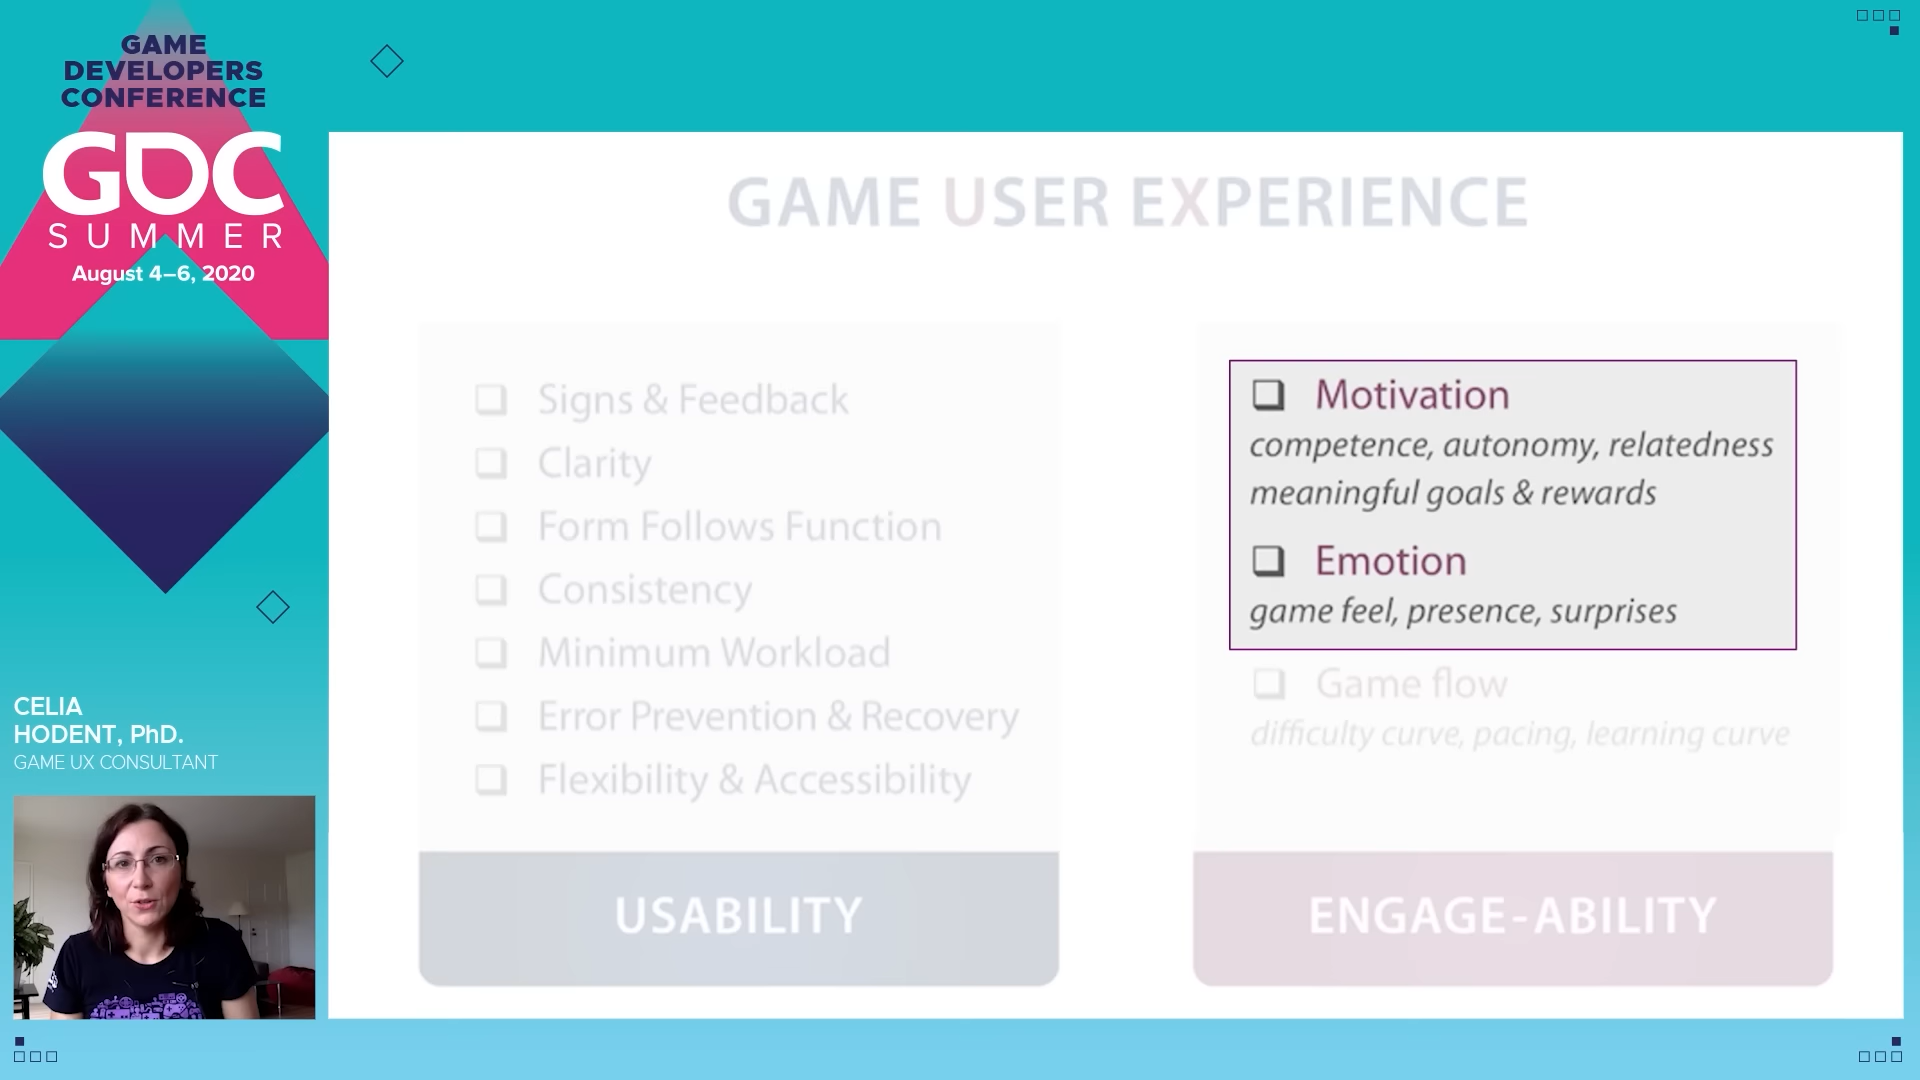 GAME
DEVELOPERS
CONFERENCE
GDC
SUMMER
August 4–6, 2020
CELIA
HODENT, PhD.
GAME UX CONSULTANT
GAME USER EXPERIENCE
Signs & Feedback
Clarity
Form Follows Function
Consistency
Minimum Workload
Error Prevention & Recovery
Flexibility & Accessibility
USABILITY
Motivation
competence, autonomy, relatedness
meaningful goals & rewards
Emotion
game feel, presence, surprises
Game flow
difficulty curve, pacing, learning curve
ENGAGE-ABILITY